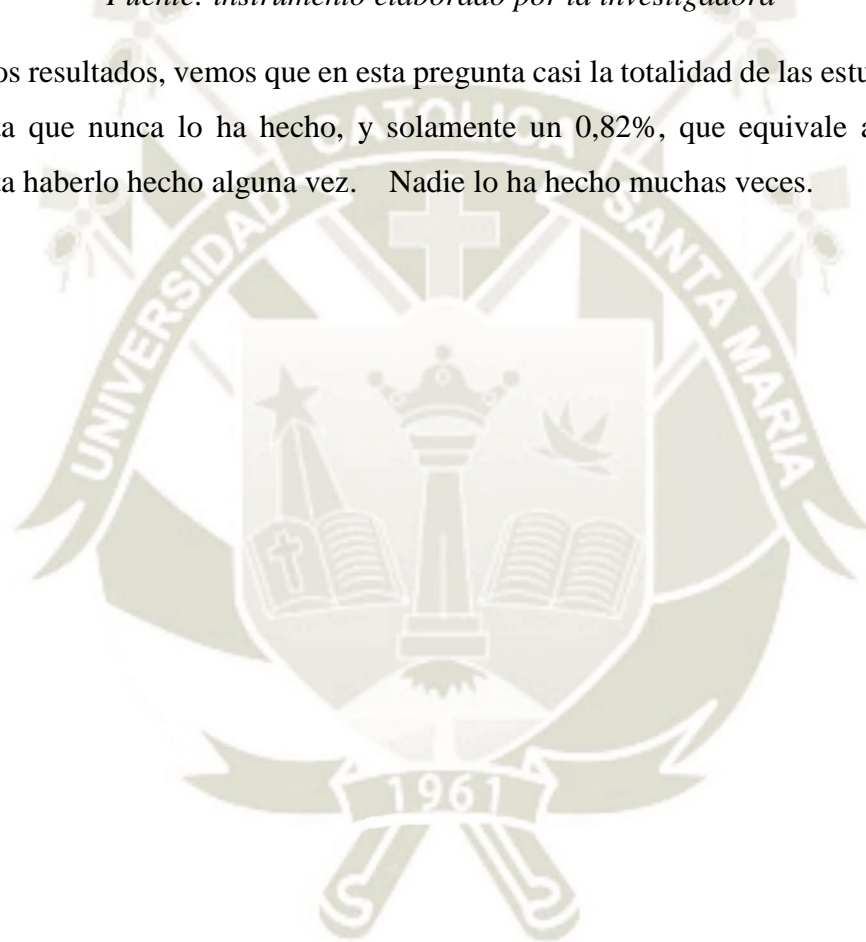 Fuente: instrumento elaborado por la investigadora
os resultados, vemos que en esta pregunta casi la totalidad de las estu
ta que nunca lo ha hecho, y solamente un 0,82%, que equivale a
ta haberlo hecho alguna vez. Nadie lo ha hecho muchas veces.
UNIVERSIDAD CATOLICA SANTA MARIA
1961